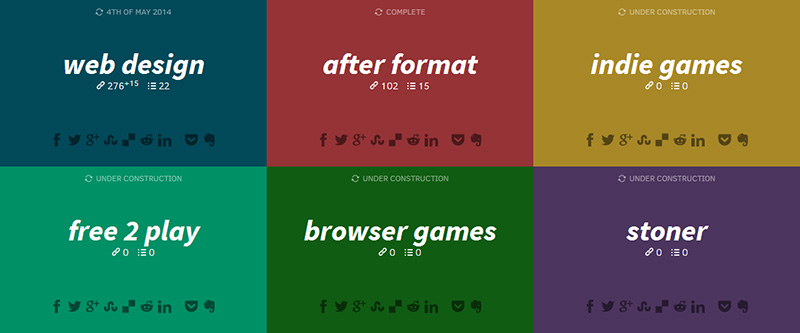 4TH OF MAY 2014
web design
276+15 22
COMPLETE
after format
102 15
UNDER CONSTRUCTION
indie games
0 0
UNDER CONSTRUCTION
free 2 play
0 0
UNDER CONSTRUCTION
browser games
0 0
UNDER CONSTRUCTION
stoner
0 0